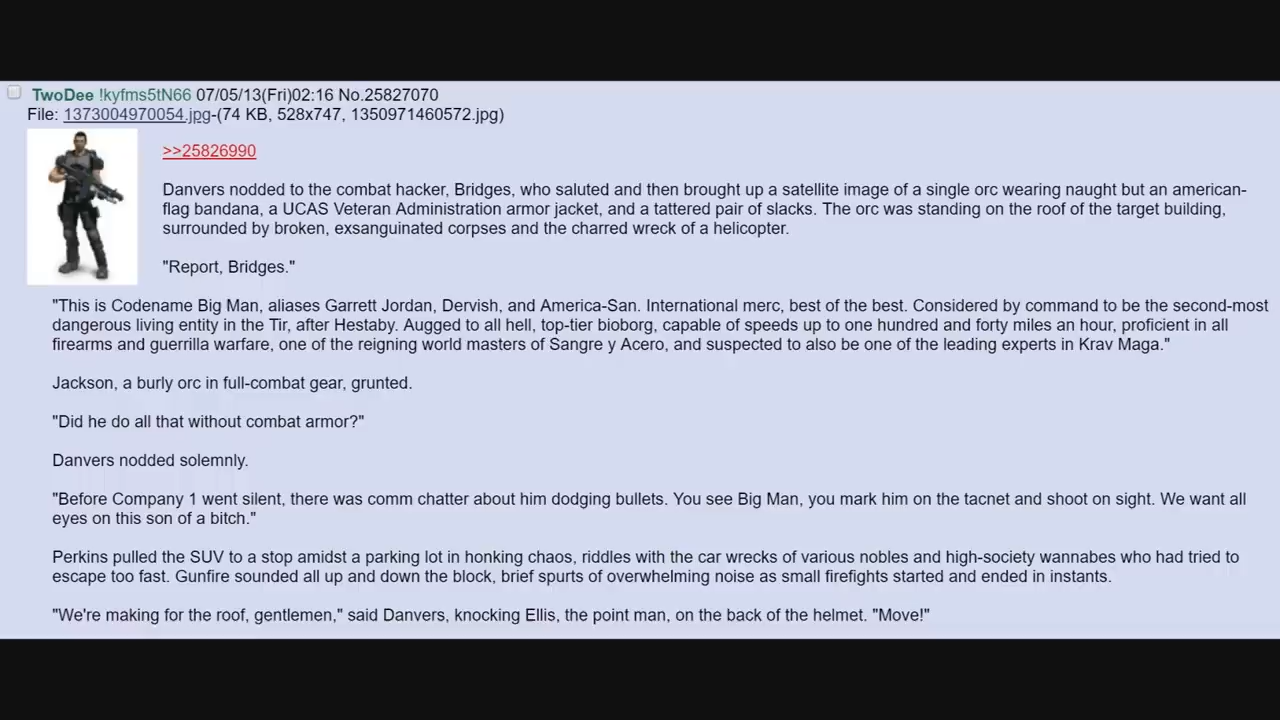 TwoDee !kyfms5tN66 07/05/13(Fri)02:16 No.25827070
File: 1373004970054.jpg-(74 KB, 528x747, 1350971460572.jpg)
>>25826990
Danvers nodded to the combat hacker, Bridges, who saluted and then brought up a satellite image of a single orc wearing naught but an american-
flag bandana, a UCAS Veteran Administration armor jacket, and a tattered pair of slacks. The orc was standing on the roof of the target building,
surrounded by broken, exsanguinated corpses and the charred wreck of a helicopter.
"Report, Bridges."
"This is Codename Big Man, aliases Garrett Jordan, Dervish, and America-San. International merc, best of the best. Considered by command to be the second-most
dangerous living entity in the Tir, after Hestaby. Augged to all hell, top-tier bioborg, capable of speeds up to one hundred and forty miles an hour, proficient in all
firearms and guerrilla warfare, one of the reigning world masters of Sangre y Acero, and suspected to also be one of the leading experts in Krav Maga."
Jackson, a burly orc in full-combat gear, grunted.
"Did he do all that without combat armor?"
Danvers nodded solemnly.
"Before Company 1 went silent, there was comm chatter about him dodging bullets. You see Big Man, you mark him on the tacnet and shoot on sight. We want all
eyes on this son of a bitch."
Perkins pulled the SUV to a stop amidst a parking lot in honking chaos, riddles with the car wrecks of various nobles and high-society wannabes who had tried to
escape too fast. Gunfire sounded all up and down the block, brief spurts of overwhelming noise as small firefights started and ended in instants.
"We're making for the roof, gentlemen," said Danvers, knocking Ellis, the point man, on the back of the helmet. "Move!"